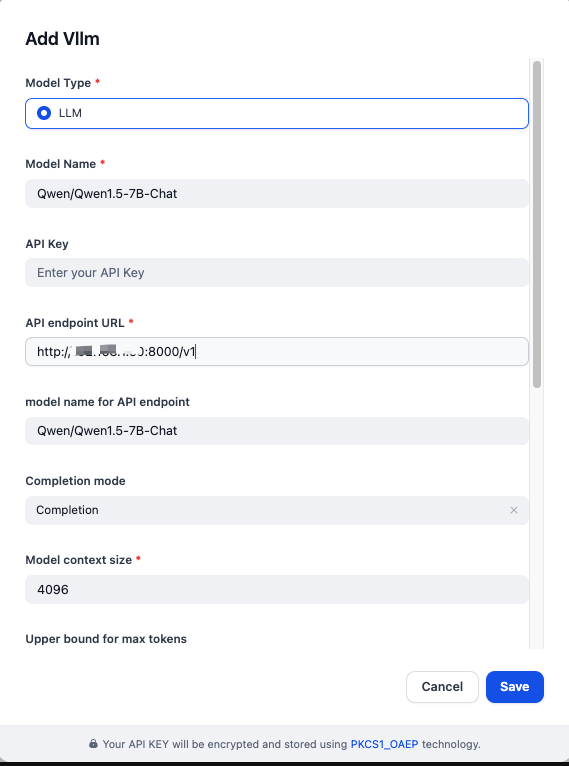 Add Vllm
Model Type *
LLM
Model Name *
Qwen/Qwen1.5-7B-Chat
API Key
Enter your API Key
API endpoint URL *
http:/ :8000/v1
model name for API endpoint
Qwen/Qwen1.5-7B-Chat
Completion mode
Completion
Model context size *
4096
Upper bound for max tokens
Cancel
Save
Your API KEY will be encrypted and stored using PKCS1_OAEP technology.